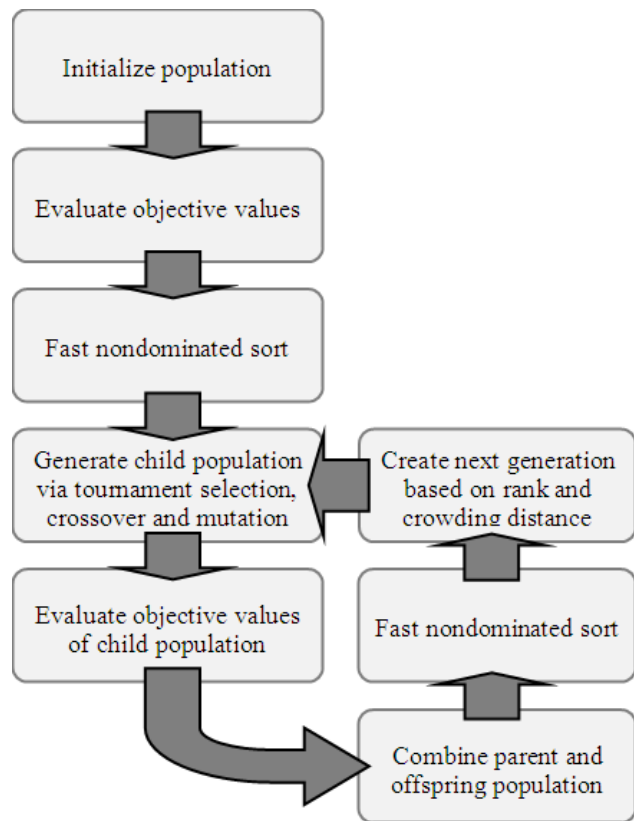 Initialize population
Evaluate objective values
Fast nondominated sort
Generate child population
via tournament selection,
crossover and mutation
Evaluate objective values
of child population
Combine parent and
offspring population
Fast nondominated sort
Create next generation
based on rank and
crowding distance